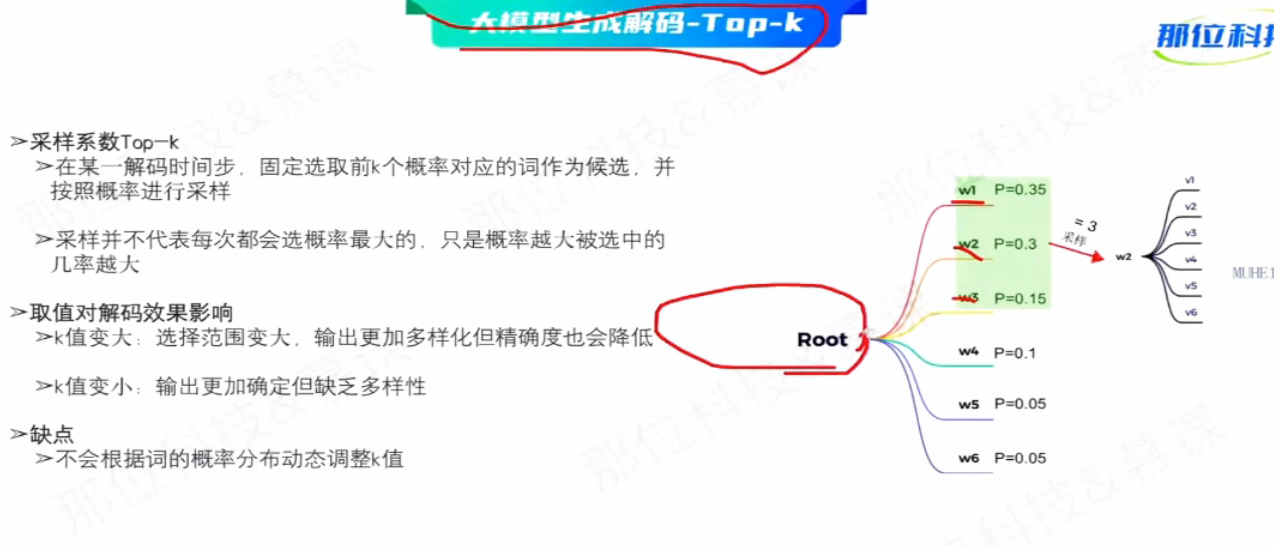 大模型生成解码-Top-k
那位科技
➢采样系数Top-k
➢在某一解码时间步，固定选取前k个概率对应的词作为候选，并
按照概率进行采样
➢采样并不代表每次都会选概率最大的，只是概率越大被选中的
几率越大
➢取值对解码效果影响
➢k值变大：选择范围变大，输出更加多样化但精确度也会降低
➢k值变小：输出更加确定但缺乏多样性
➢缺点
➢不会根据词的概率分布动态调整k值
Root
w1 P=0.35
w2 P=0.3
w3 P=0.15
w4 P=0.1
w5 P=0.05
w6 P=0.05
= 3
采样
w2
v1
v2
v3
v4
v5
v6
MUHE1
那位科技&慕课